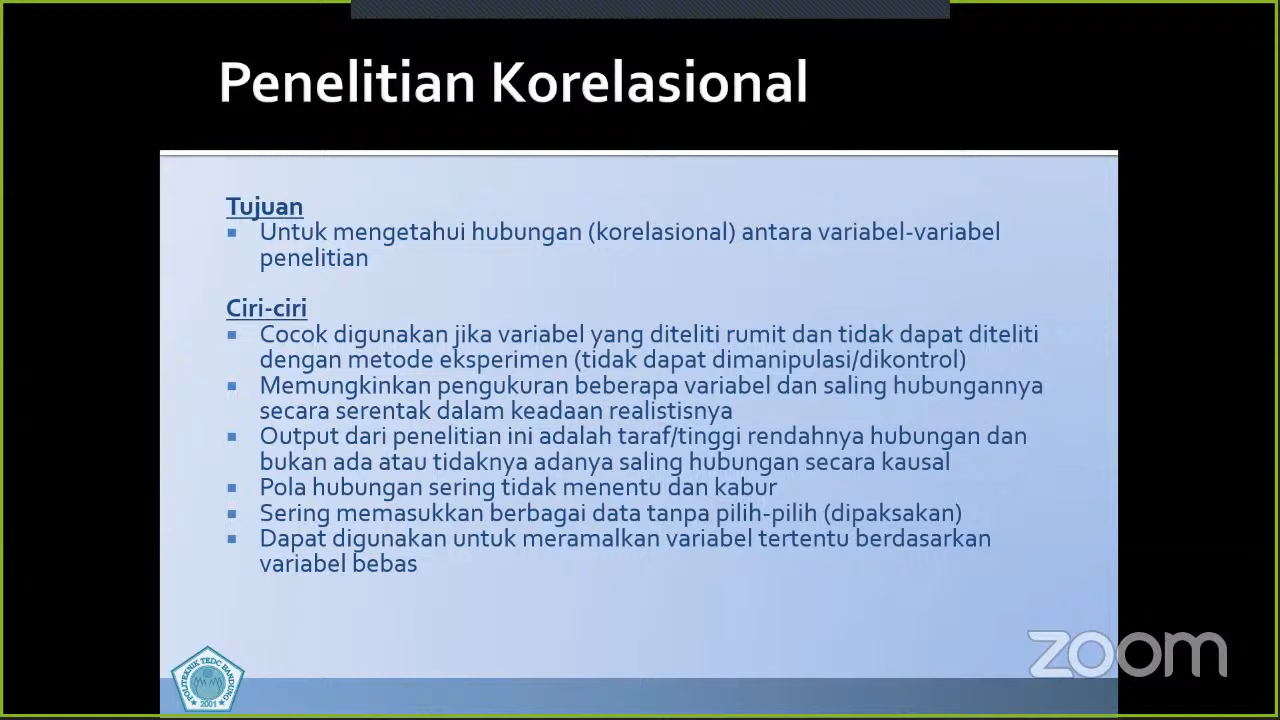 Penelitian Korelasional
Tujuan
▪ Untuk mengetahui hubungan (korelasional) antara variabel-variabel
penelitian
Ciri-ciri
▪ Cocok digunakan jika variabel yang diteliti rumit dan tidak dapat diteliti
dengan metode eksperimen (tidak dapat dimanipulasi/dikontrol)
▪ Memungkinkan pengukuran beberapa variabel dan saling hubungannya
secara serentak dalam keadaan realistisnya
▪ Output dari penelitian ini adalah taraf/tinggi rendahnya hubungan dan
bukan ada atau tidaknya adanya saling hubungan secara kausal
▪ Pola hubungan sering tidak menentu dan kabur
▪ Sering memasukkan berbagai data tanpa pilih-pilih (dipaksakan)
▪ Dapat digunakan untuk meramalkan variabel tertentu berdasarkan
variabel bebas
POLITEKNIK TEDC BANDUNG
2001
zoom